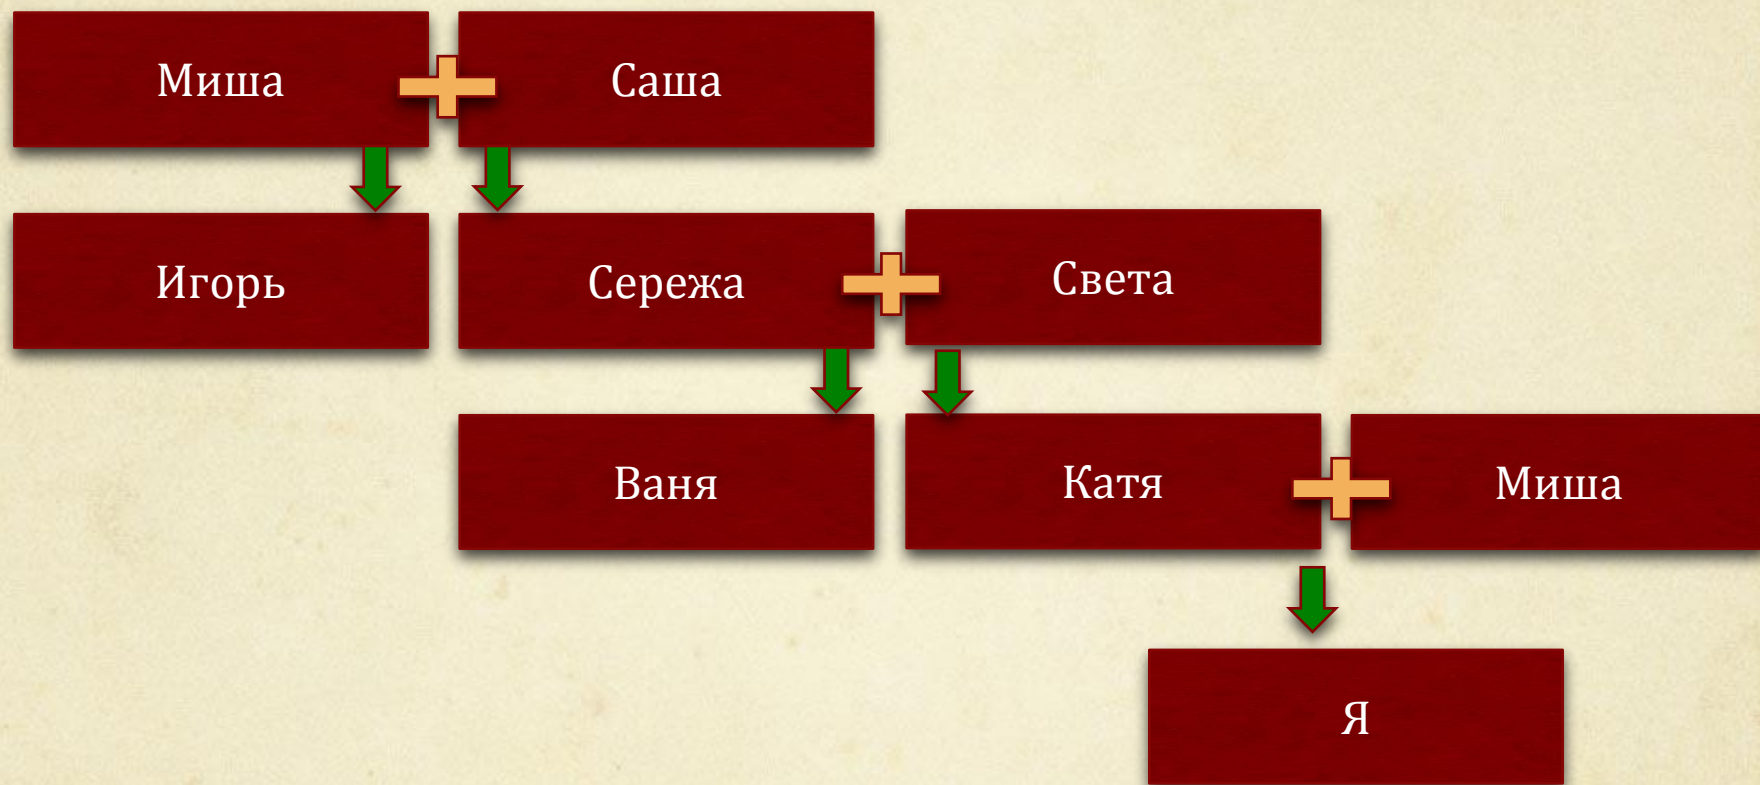 Миша
Саша
Игорь
Сережа
Света
Ваня
Катя
Миша
Я